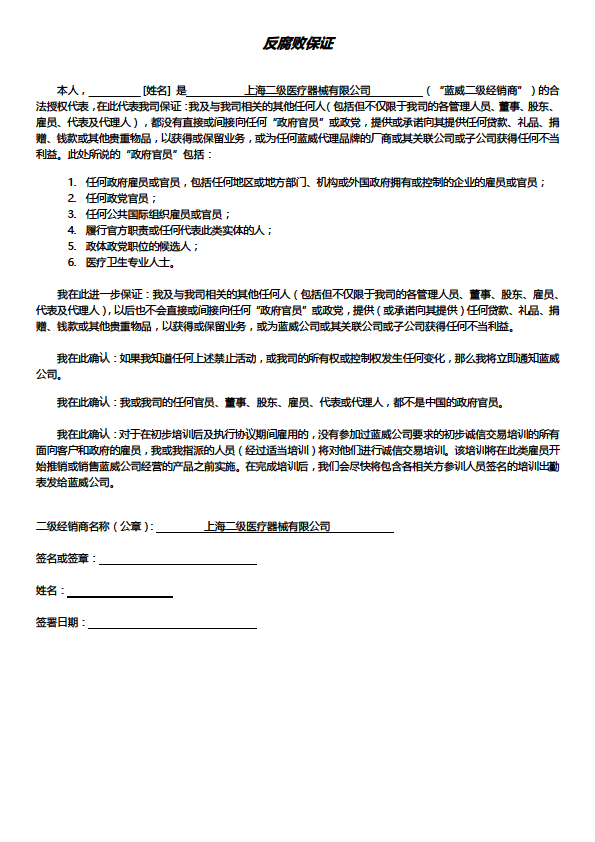 反腐败保证
本人，__________ [姓名] 是 上海二级医疗器械有限公司 （“蓝威二级经销商”）的合
法授权代表，在此代表我司保证：我及与我司相关的其他任何人（包括但不仅限于我司的各管理人员、董事、股东、
雇员、代表及代理人），都没有直接或间接向任何“政府官员”或政党，提供或承诺向其提供任何贷款、礼品、捐
赠、钱款或其他贵重物品，以获得或保留业务，或为任何蓝威代理品牌的厂商或其关联公司或子公司获得任何不当
利益。此处所说的“政府官员”包括：
1. 任何政府雇员或官员，包括任何地区或地方部门、机构或外国政府拥有或控制的企业的雇员或官员；
2. 任何政党官员；
3. 任何公共国际组织雇员或官员；
4. 履行官方职责或任何代表此类实体的人；
5. 政体政党职位的候选人；
6. 医疗卫生专业人士。
我在此进一步保证：我及与我司相关的其他任何人（包括但不仅限于我司的各管理人员、董事、股东、雇员、
代表及代理人），以后也不会直接或间接向任何“政府官员”或政党，提供（或承诺向其提供）任何贷款、礼品、捐
赠、钱款或其他贵重物品，以获得或保留业务，或为蓝威公司或其关联公司或子公司获得任何不当利益。
我在此确认：如果我知道任何上述禁止活动，或我司的所有权或控制权发生任何变化，那么我将立即通知蓝威
公司。
我在此确认：我或我司的任何官员、董事、股东、雇员、代表或代理人，都不是中国的政府官员。
我在此确认：对于在初步培训后及执行协议期间雇用的，没有参加过蓝威公司要求的初步诚信交易培训的所有
面向客户和政府的雇员，我或我指派的人员（经过适当培训）将对他们进行诚信交易培训。该培训将在此类雇员开
始推销或销售蓝威公司经营的产品之前实施。在完成培训后，我们会尽快将包含各相关方参训人员签名的培训出勤
表发给蓝威公司。
二级经销商名称（公章）： 上海二级医疗器械有限公司
签名或签章：
姓名：
签署日期：